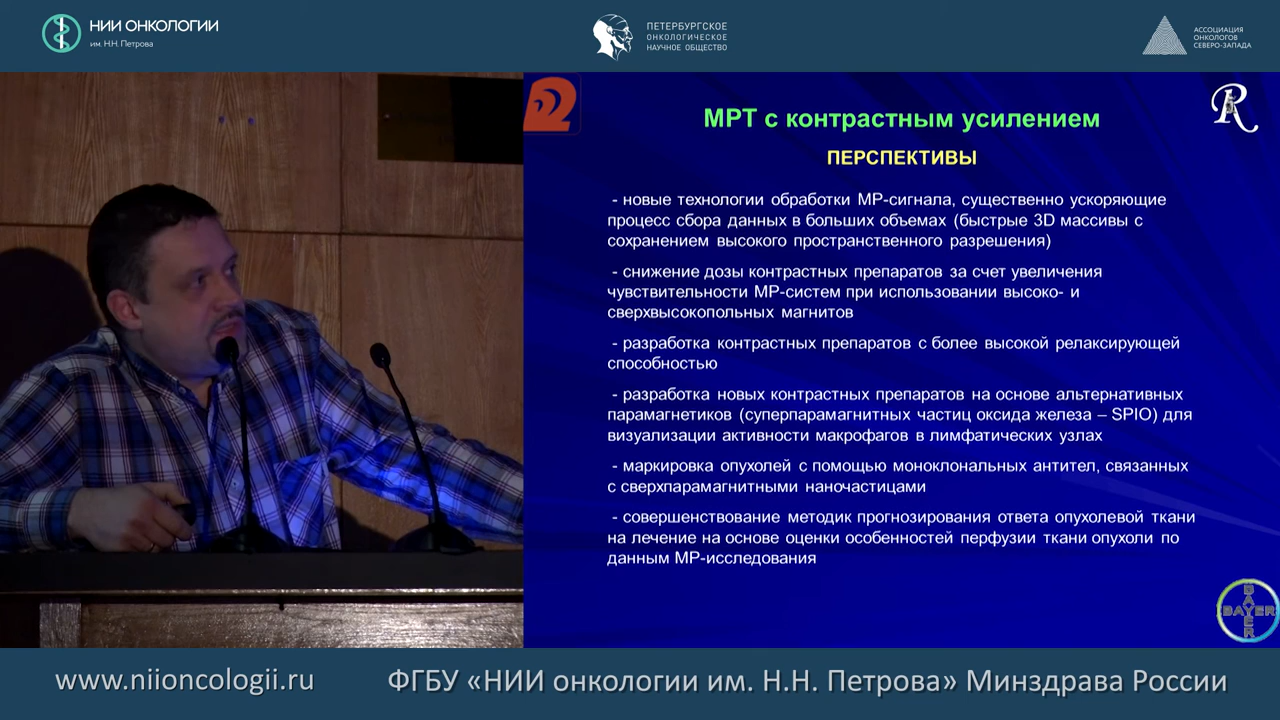 НИИ ОНКОЛОГИИ
им. Н.Н. Петрова
ПЕТЕРБУРГСКОЕ
ОНКОЛОГИЧЕСКОЕ
НАУЧНОЕ ОБЩЕСТВО
АССОЦИАЦИЯ
ОНКОЛОГОВ
СЕВЕРО-ЗАПАДА
МРТ с контрастным усилением
ПЕРСПЕКТИВЫ
- новые технологии обработки МР-сигнала, существенно ускоряющие
процесс сбора данных в больших объемах (быстрые 3D массивы с
сохранением высокого пространственного разрешения)
- снижение дозы контрастных препаратов за счет увеличения
чувствительности МР-систем при использовании высоко- и
сверхвысокопольных магнитов
- разработка контрастных препаратов с более высокой релаксирующей
способностью
- разработка новых контрастных препаратов на основе альтернативных
парамагнетиков (суперпарамагнитных частиц оксида железа – SPIO) для
визуализации активности макрофагов в лимфатических узлах
- маркировка опухолей с помощью моноклональных антител, связанных
с сверхпарамагнитными наночастицами
- совершенствование методик прогнозирования ответа опухолевой ткани
на лечение на основе оценки особенностей перфузии ткани опухоли по
данным МР-исследования
BAYER
BAYER
www.niioncologii.ru
ФГБУ «НИИ онкологии им. Н.Н. Петрова» Минздрава России